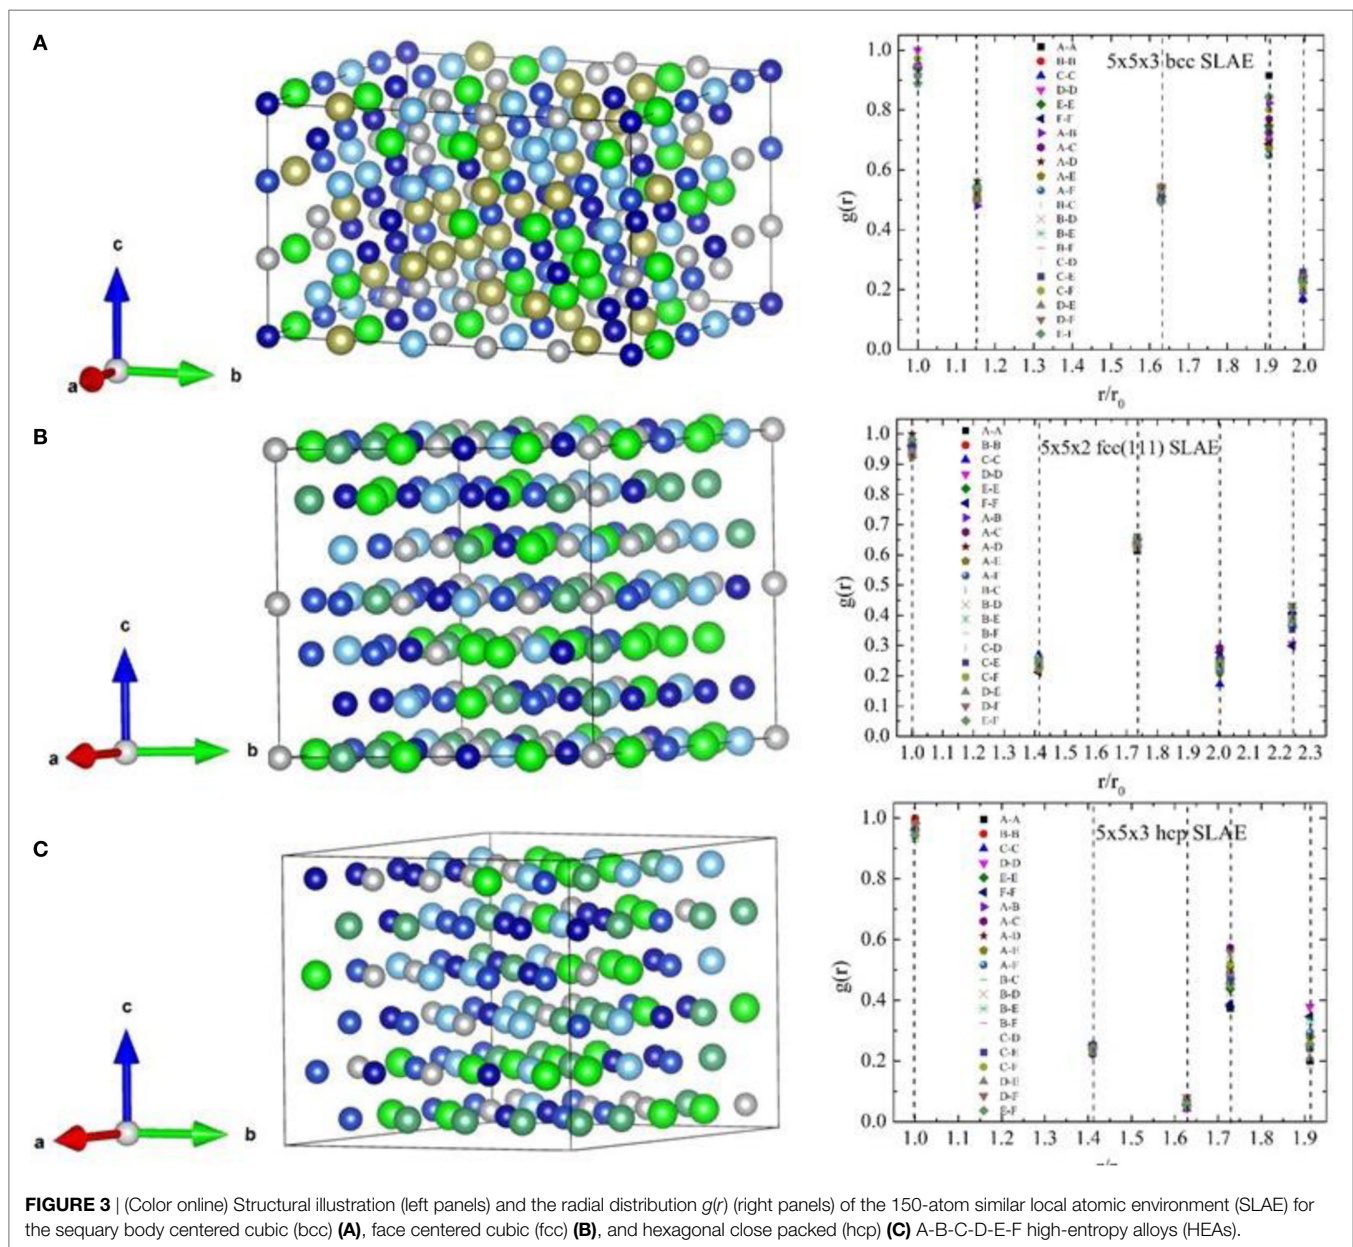 A
c
a
b
1.0
0.8
0.6
0.4
0.2
0.0
g(r)
5x5x3 bcc SLAE
A-A
B-B
C-C
D-D
E-E
F-F
A-B
A-C
A-D
A-E
A-F
B-C
B-D
B-E
B-F
C-D
C-E
C-F
D-E
D-F
E-F
1.0 1.1 1.2 1.3 1.4 1.5 1.6 1.7 1.8 1.9 2.0
r/r0
B
c
a
b
1.0
0.9
0.8
0.7
0.6
0.5
0.4
0.3
0.2
0.1
0.0
g(r)
5x5x2 fcc(111) SLAE
A-A
B-B
C-C
D-D
E-E
F-F
A-B
A-C
A-D
A-E
A-F
B-C
B-D
B-E
B-F
C-D
C-E
C-F
D-E
D-F
E-F
1.0 1.1 1.2 1.3 1.4 1.5 1.6 1.7 1.8 1.9 2.0 2.1 2.2 2.3
r/r0
C
c
a
b
1.0
0.8
0.6
0.4
0.2
0.0
g(r)
5x5x3 hcp SLAE
A-A
B-B
C-C
D-D
E-E
F-F
A-B
A-C
A-D
A-E
A-F
B-C
B-D
B-E
B-F
C-D
C-E
C-F
D-E
D-F
E-F
1.0 1.1 1.2 1.3 1.4 1.5 1.6 1.7 1.8 1.9
FIGURE 3 | (Color online) Structural illustration (left panels) and the radial distribution g(r) (right panels) of the 150-atom similar local atomic environment (SLAE) for
the sequary body centered cubic (bcc) (A), face centered cubic (fcc) (B), and hexagonal close packed (hcp) (C) A-B-C-D-E-F high-entropy alloys (HEAs).